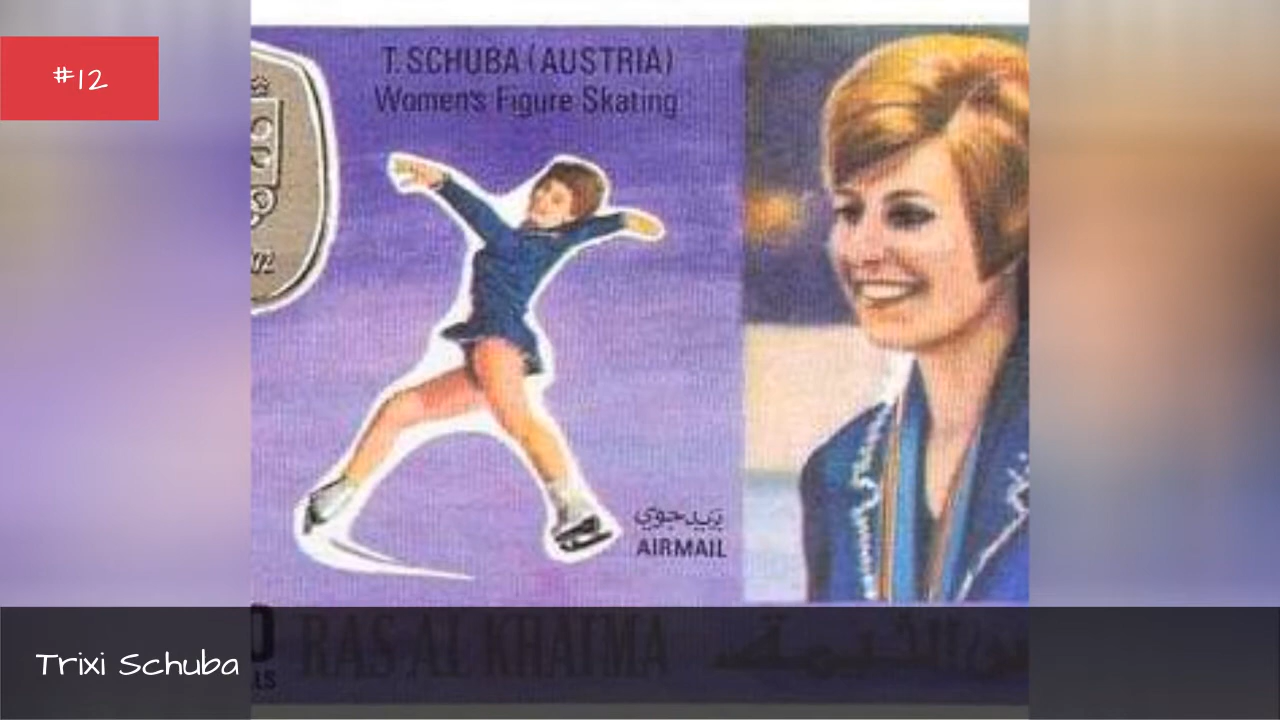 #12
T. SCHUBA (AUSTRIA)
Women's Figure Skating
بريد جوي
AIRMAIL
RAS AL KHAIMA
Trixi Schuba